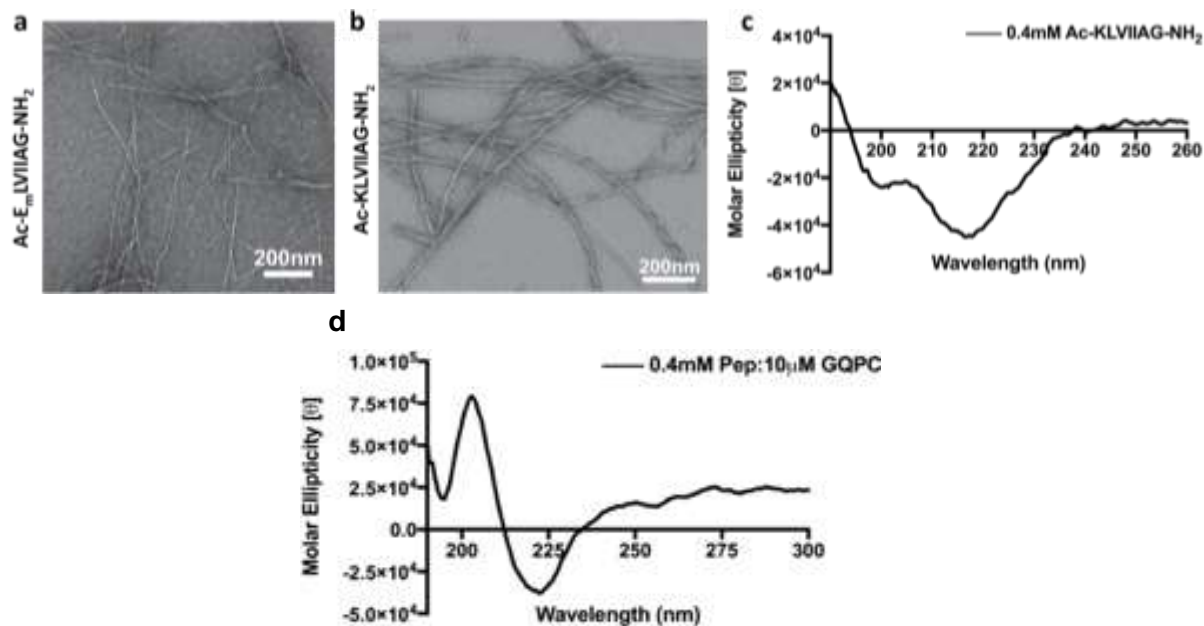 a
Ac-EmLVIIAG-NH2
200nm
b
Ac-KLVIIAG-NH2
200nm
c
0.4mM Ac-KLVIIAG-NH2
4×10⁴
2×10⁴
0
-2×10⁴
-4×10⁴
-6×10⁴
200 210 220 230 240 250 260
Molar Ellipticity [θ]
Wavelength (nm)
d
0.4mM Pep:10μM GQPC
1.0×10⁵
7.5×10⁴
5.0×10⁴
2.5×10⁴
0.0
-2.5×10⁴
-5.0×10⁴
200 225 250 275 300
Molar Ellipticity [θ]
Wavelength (nm)